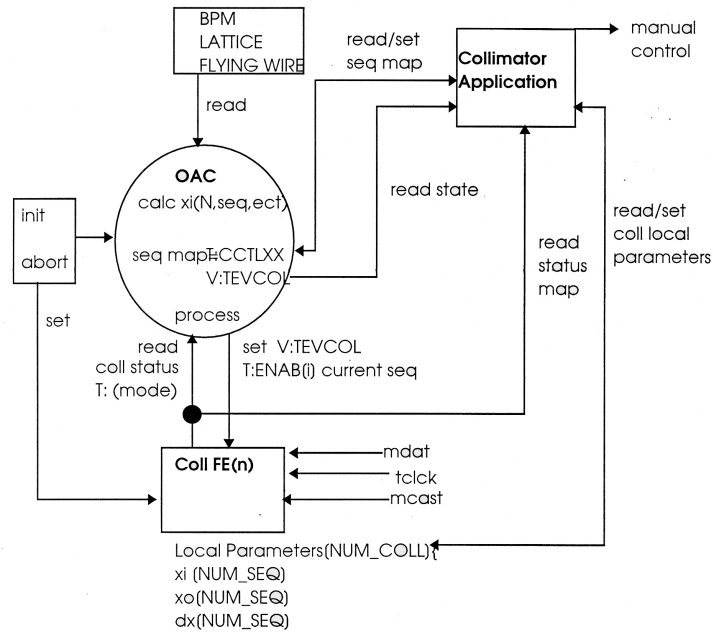 BPM
LATTICE
FLYING WIRE
read
read/set
seq map
Collimator
Application
manual
control
OAC
calc xi(N,seq,ect)
seq map=T:CCTLXX
V:TEVCOL
process
init
abort
set
read state
read
status
map
read/set
coll local
parameters
read
coll status
T: (mode)
set V:TEVCOL
T:ENAB(i) current seq
Coll FE(n)
mdat
tclck
mcast
Local Parameters(NUM_COLL){
xi (NUM_SEQ)
xo(NUM_SEQ)
dx(NUM_SEQ)